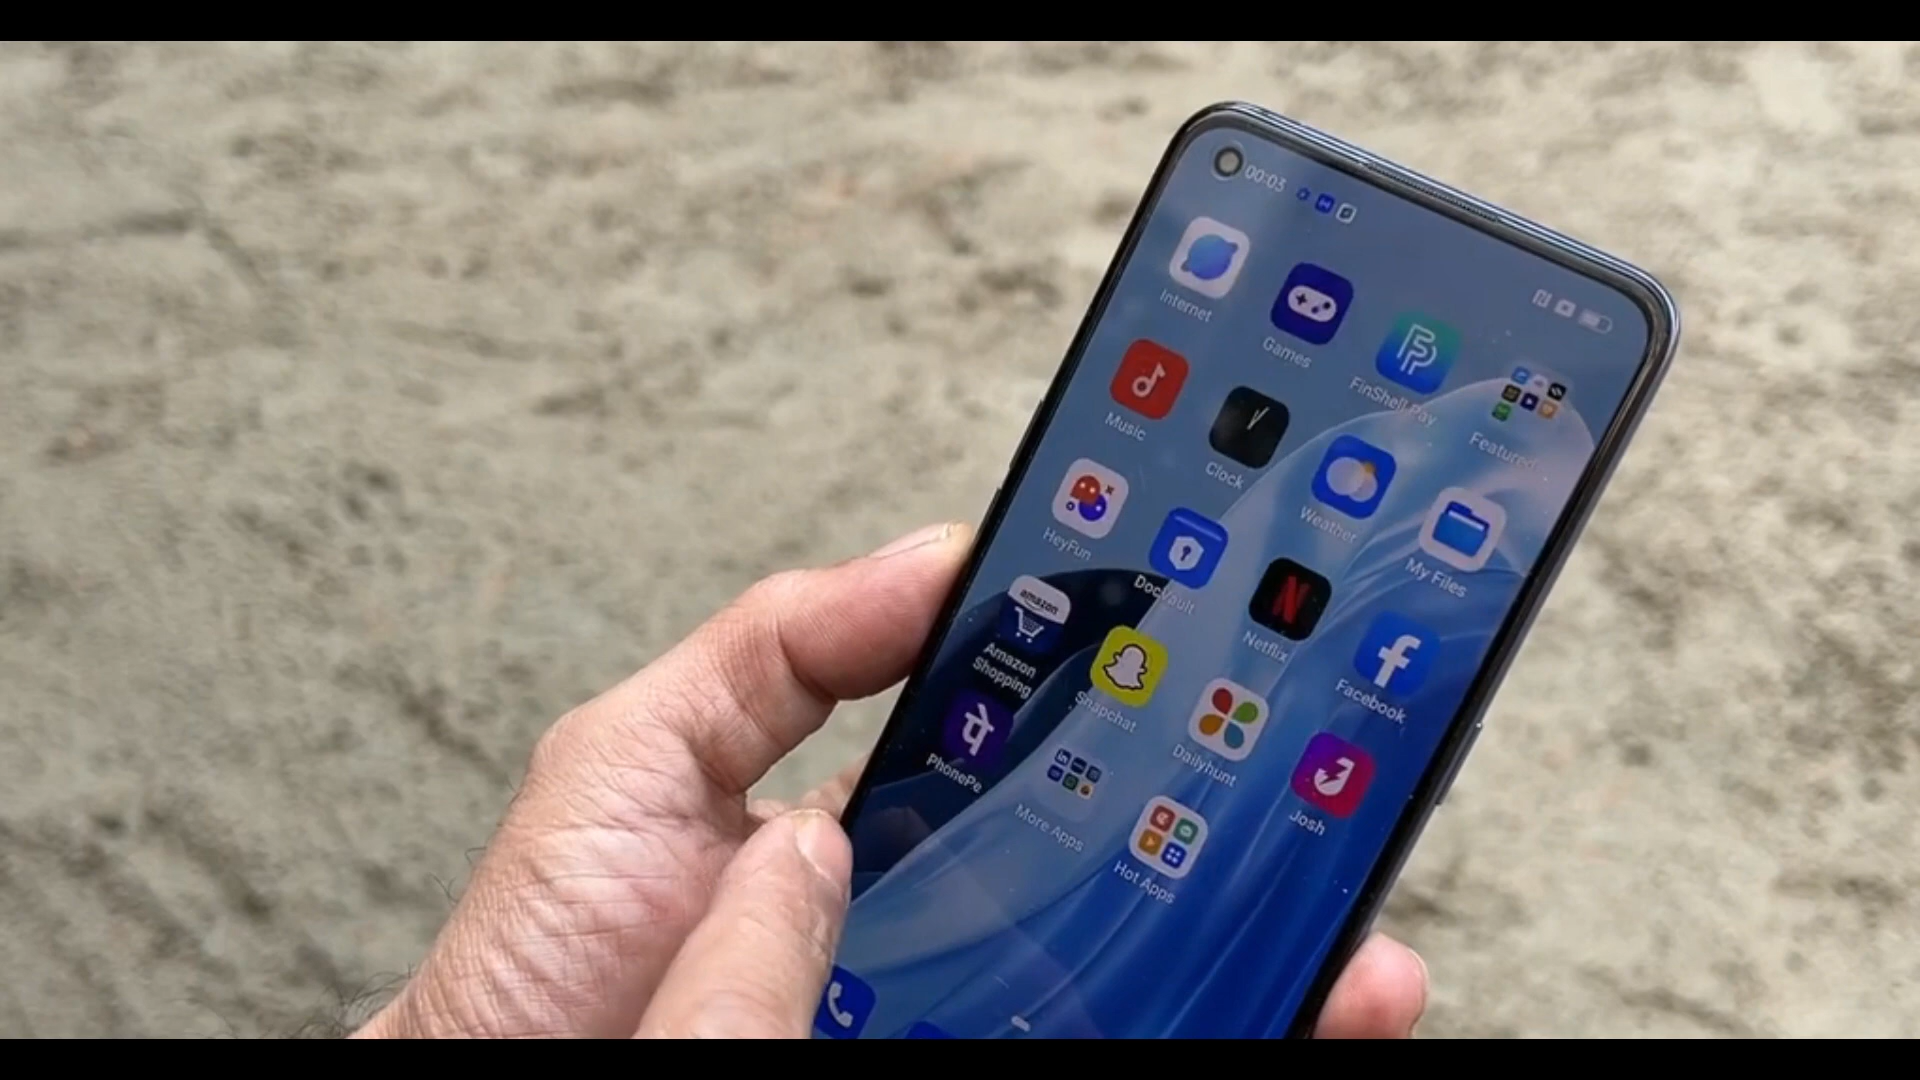 00:03
Internet
Games
FinShell Pay
Featured...
Music
Clock
Weather
My Files
HeyFun
DocVault
Netflix
Facebook
amazon
Amazon
Shopping
Snapchat
Dailyhunt
Josh
पे
PhonePe
in
More Apps
Hot Apps